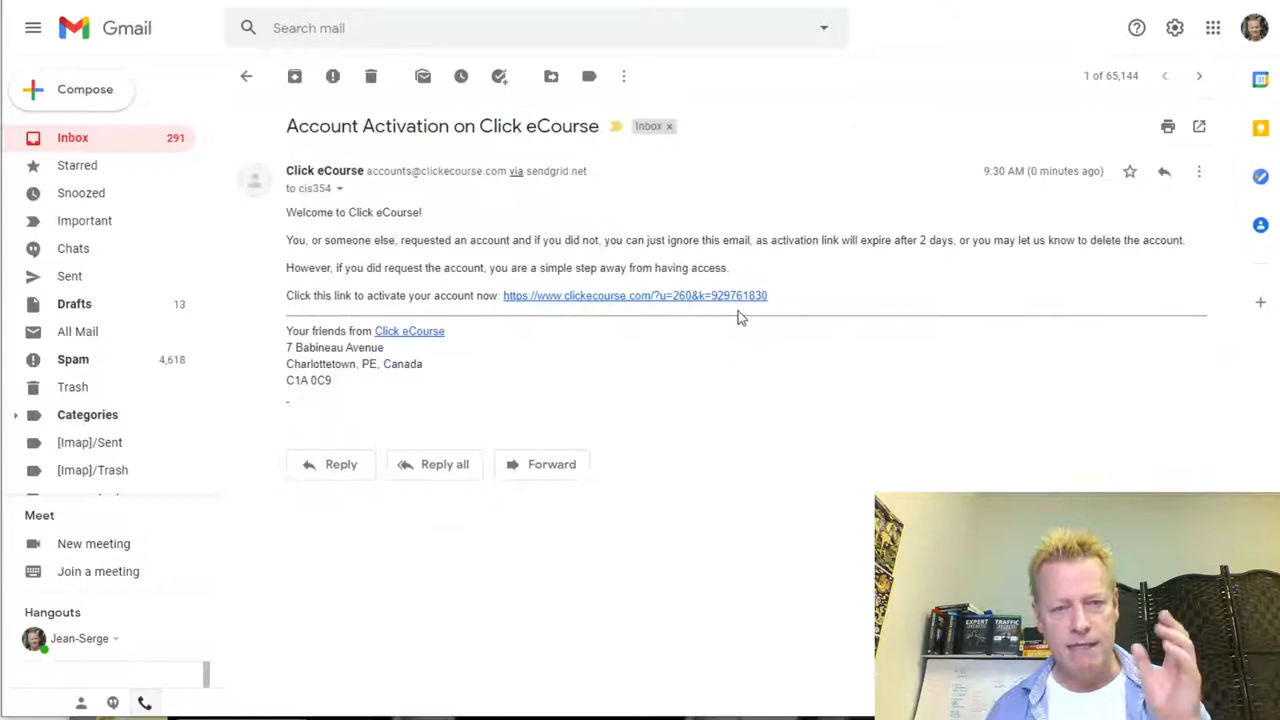 Gmail
Search mail
Compose
1 of 65,144
Inbox 291
Starred
Snoozed
Important
Chats
Sent
Drafts 13
All Mail
Spam 4,618
Trash
Categories
[Imap]/Sent
[Imap]/Trash
Meet
New meeting
Join a meeting
Hangouts
Jean-Serge
Account Activation on Click eCourse
Inbox x
Click eCourse accounts@clickecourse.com via sendgrid.net
9:30 AM (0 minutes ago)
to cis354
Welcome to Click eCourse!
You, or someone else, requested an account and if you did not, you can just ignore this email, as activation link will expire after 2 days, or you may let us know to delete the account.
However, if you did request the account, you are a simple step away from having access.
Click this link to activate your account now: https://www.clickecourse.com/?u=260&k=929761830
Your friends from Click eCourse
7 Babineau Avenue
Charlottetown, PE, Canada
C1A 0C9
-
Reply
Reply all
Forward
EXPERT
SECRETS
TRAFFIC
SECRETS